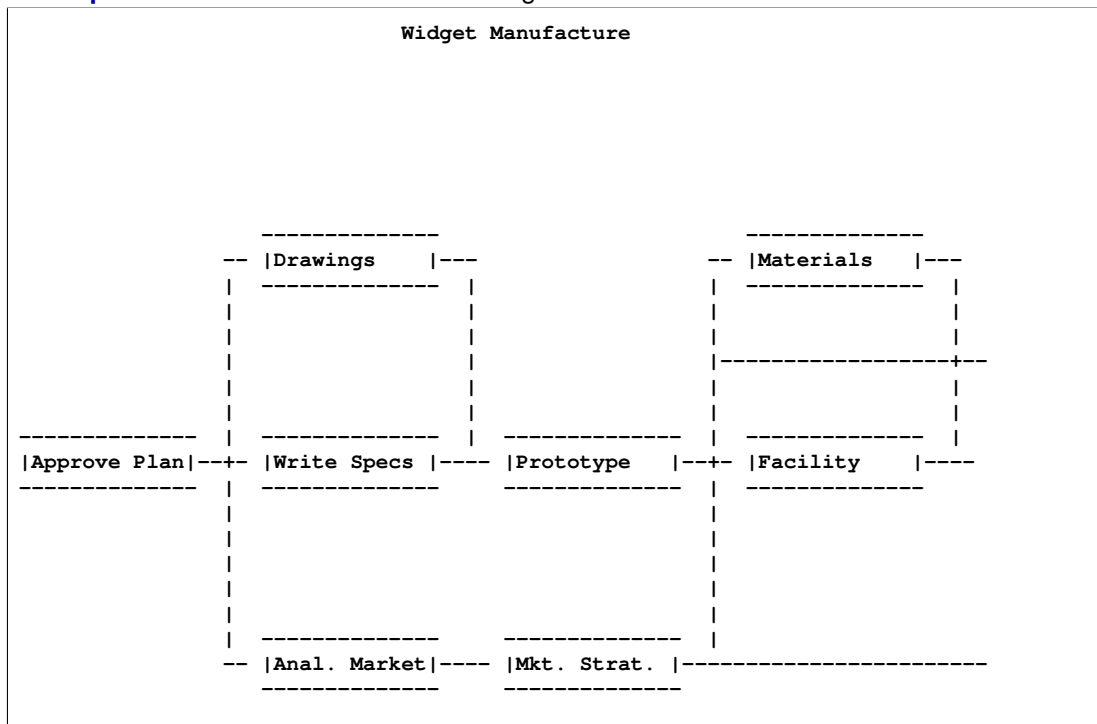 Widget Manufacture
Drawings Materials
Approve Plan Write Specs Prototype Facility
Anal. Market Mkt. Strat.